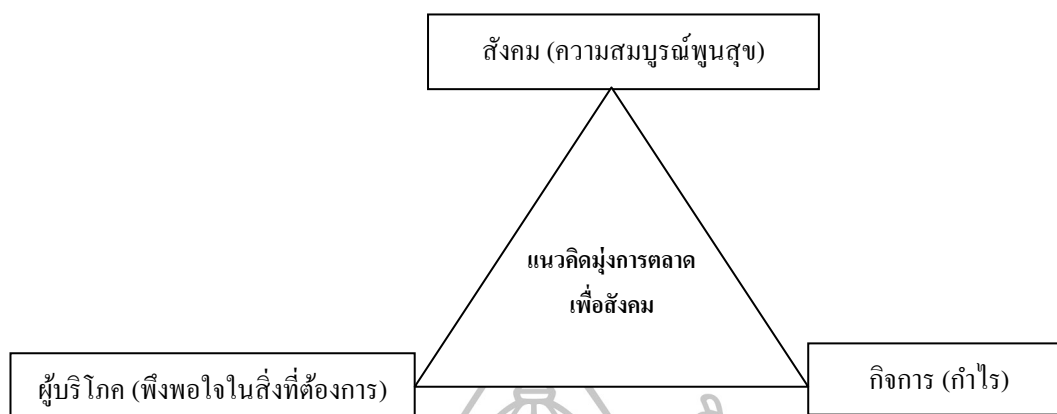 สังคม (ความสมบูรณ์พูนสุข)
แนวคิดมุ่งการตลาด
เพื่อสังคม
ผู้บริโภค (พึงพอใจในสิ่งที่ต้องการ)
กิจการ (กำไร)